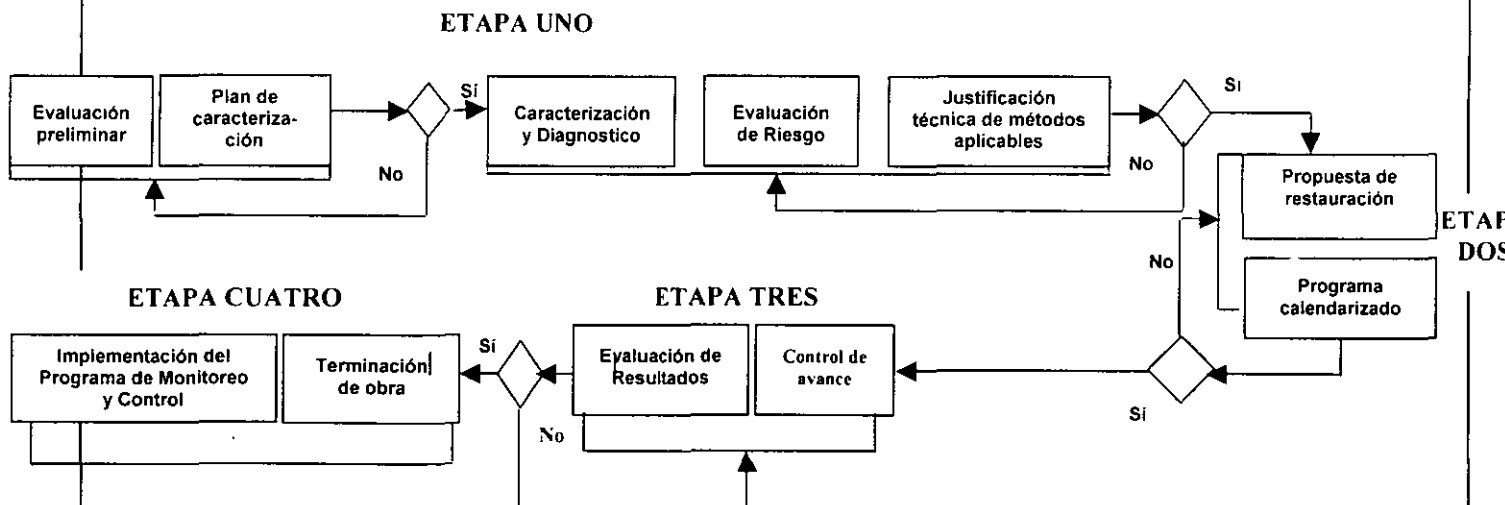 ETAPA UNO
Evaluación
preliminar
Plan de
caracteriza-
ción
Sí
No
Caracterización
y Diagnostico
Evaluación
de Riesgo
Justificación
técnica de métodos
aplicables
Si
No
Propuesta de
restauración
ETAP
DOS
Programa
calendarizado
No
Sí
ETAPA TRES
Control de
avance
Evaluación de
Resultados
No
Sí
ETAPA CUATRO
Terminación
de obra
Implementación del
Programa de Monitoreo
y Control